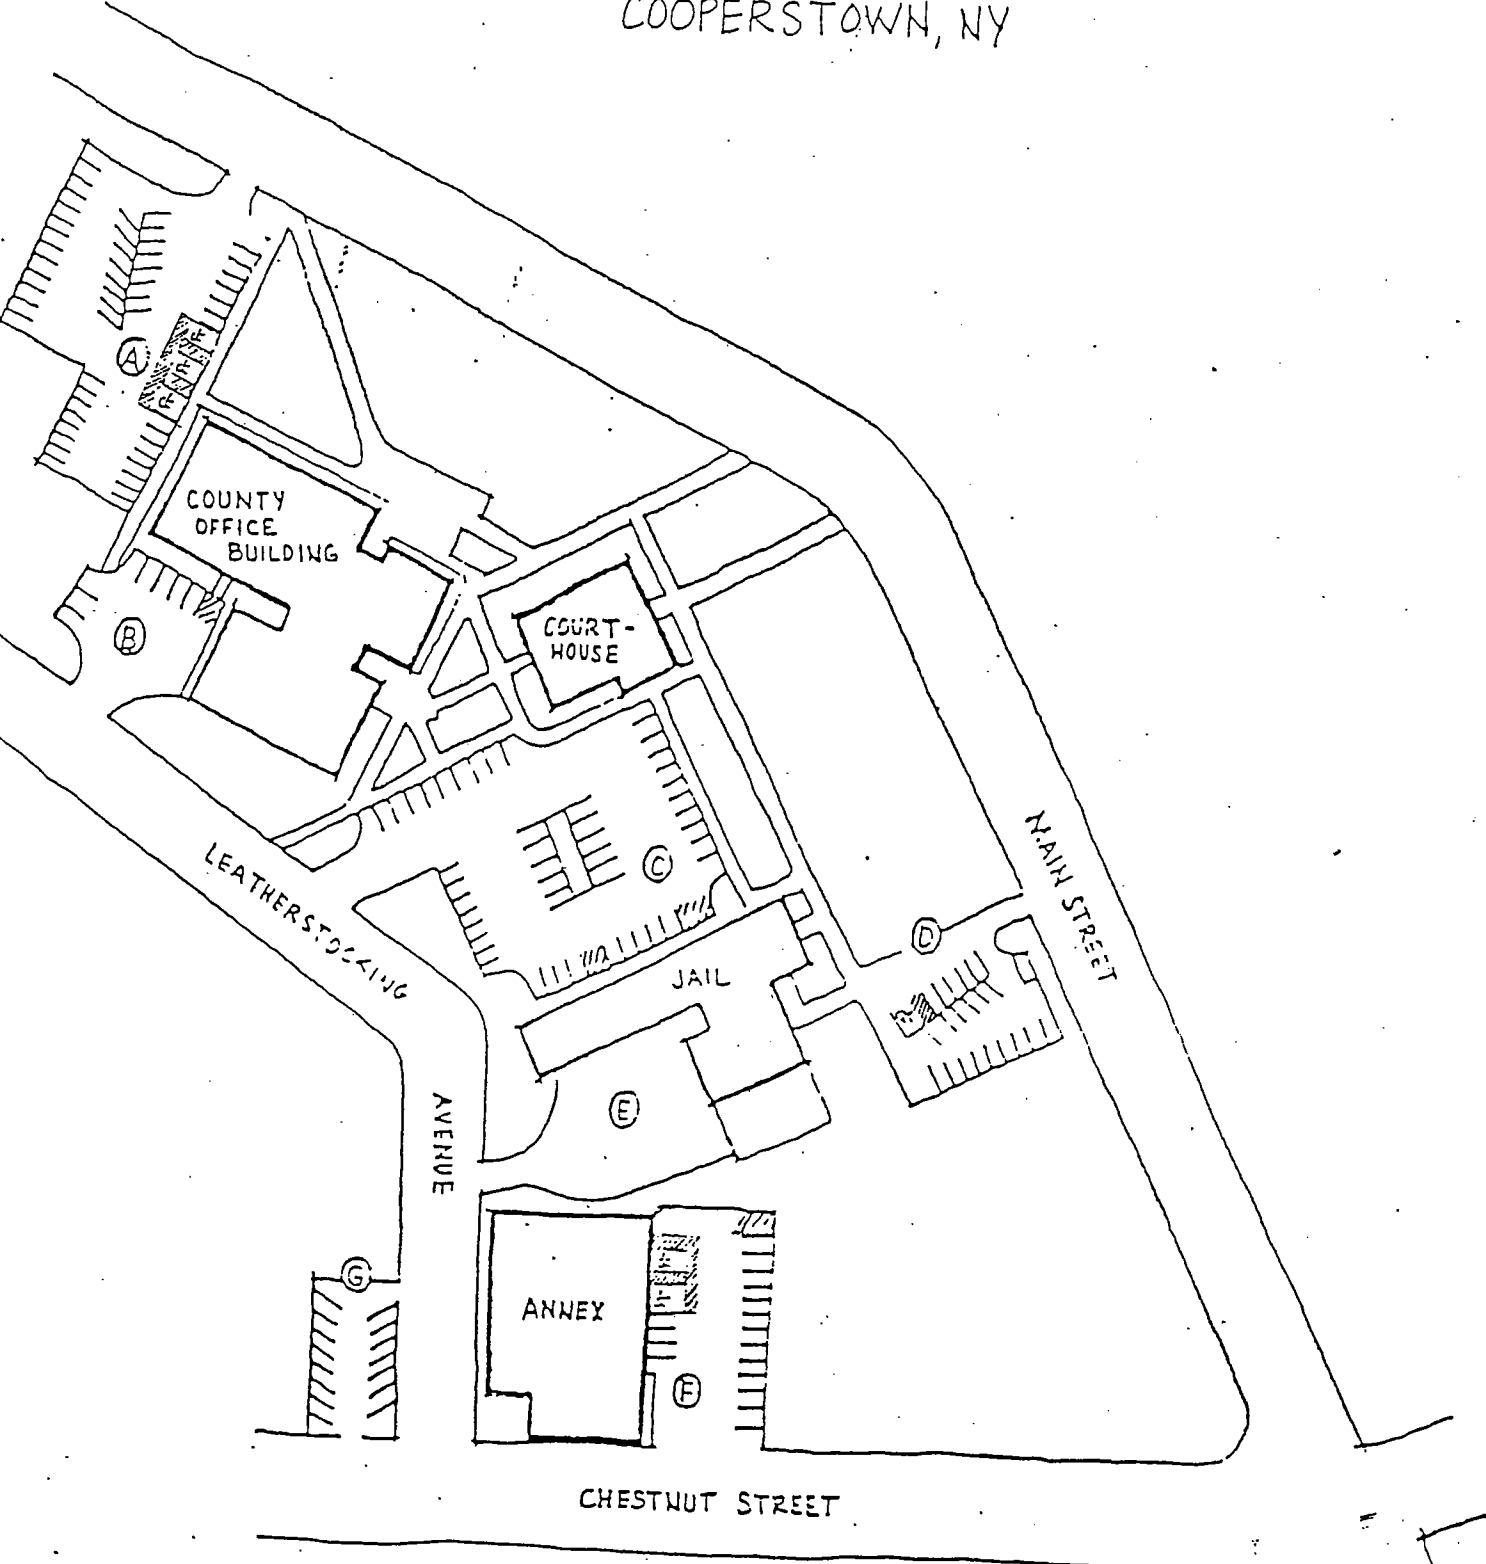 COOPERSTOWN, NY
A
COUNTY
OFFICE
BUILDING
B
COURT-
HOUSE
C
LEATHERSTOCKING
AVENUE
MAIN STREET
D
JAIL
E
G
ANNEX
F
CHESTNUT STREET